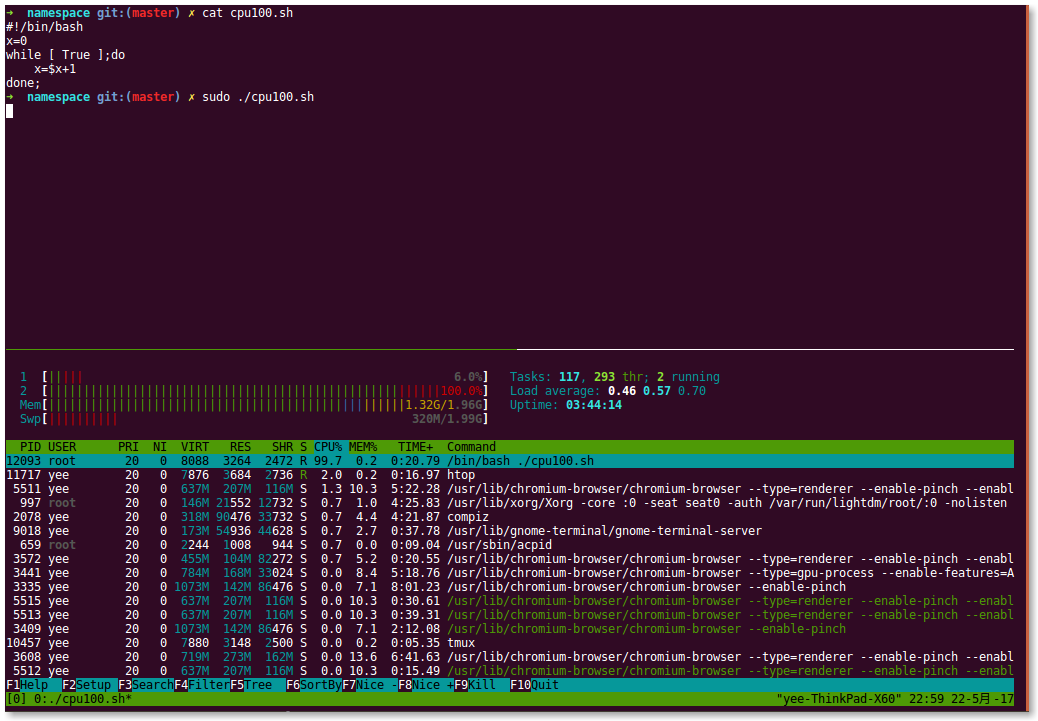 ➜  namespace git:(master) ✗ cat cpu100.sh
#!/bin/bash
x=0
while [ True ];do
    x=$x+1
done;
➜  namespace git:(master) ✗ sudo ./cpu100.sh
1  [||||| 6.0%]   Tasks: 117, 293 thr; 2 running
2  [||||||||||||||||||||||||||||||||||||||||||||||||||||||||100.0%]   Load average: 0.46 0.57 0.70
Mem[|||||||||||||||||||||||||||||||||||||||||||||||||||1.32G/1.96G]   Uptime: 03:44:14
Swp[|||||||||| 320M/1.99G]
PID USER      PRI  NI  VIRT   RES   SHR S CPU% MEM%   TIME+  Command
12093 root       20   0  8088  3264  2472 R 99.7  0.2  0:20.79 /bin/bash ./cpu100.sh
11717 yee        20   0  7876  3684  2736 R  2.0  0.2  0:16.97 htop
5511 yee        20   0  637M  207M  116M S  1.3 10.3  5:22.28 /usr/lib/chromium-browser/chromium-browser --type=renderer --enable-pinch --enabl
997 root       20   0  146M 21552 12732 S  0.7  1.0  4:25.83 /usr/lib/xorg/Xorg -core :0 -seat seat0 -auth /var/run/lightdm/root/:0 -nolisten
2078 yee        20   0  318M 90476 33732 S  0.7  4.4  4:21.87 compiz
9018 yee        20   0  173M 54936 44628 S  0.7  2.7  0:37.78 /usr/lib/gnome-terminal/gnome-terminal-server
659 root       20   0  2244  1008   944 S  0.7  0.0  0:09.04 /usr/sbin/acpid
3572 yee        20   0  455M  104M 82272 S  0.7  5.2  0:20.55 /usr/lib/chromium-browser/chromium-browser --type=renderer --enable-pinch --enabl
3441 yee        20   0  784M  168M 33024 S  0.0  8.4  5:18.76 /usr/lib/chromium-browser/chromium-browser --type=gpu-process --enable-features=A
3335 yee        20   0 1073M  142M 86476 S  0.0  7.1  8:01.23 /usr/lib/chromium-browser/chromium-browser --enable-pinch
5515 yee        20   0  637M  207M  116M S  0.0 10.3  0:30.61 /usr/lib/chromium-browser/chromium-browser --type=renderer --enable-pinch --enabl
5513 yee        20   0  637M  207M  116M S  0.0 10.3  0:39.31 /usr/lib/chromium-browser/chromium-browser --type=renderer --enable-pinch --enabl
3409 yee        20   0 1073M  142M 86476 S  0.0  7.1  2:12.08 /usr/lib/chromium-browser/chromium-browser --enable-pinch
10457 yee        20   0  7880  3148  2500 S  0.0  0.2  0:05.35 tmux
3608 yee        20   0  719M  273M  162M S  0.0 13.6  6:41.63 /usr/lib/chromium-browser/chromium-browser --type=renderer --enable-pinch --enabl
5512 yee        20   0  637M  207M  116M S  0.0 10.3  0:15.49 /usr/lib/chromium-browser/chromium-browser --type=renderer --enable-pinch --enabl
F1Help  F2Setup F3SearchF4FilterF5Tree  F6SortByF7Nice -F8Nice +F9Kill  F10Quit
[0] 0:./cpu100.sh* "yee-ThinkPad-X60" 22:59 22-5月-17